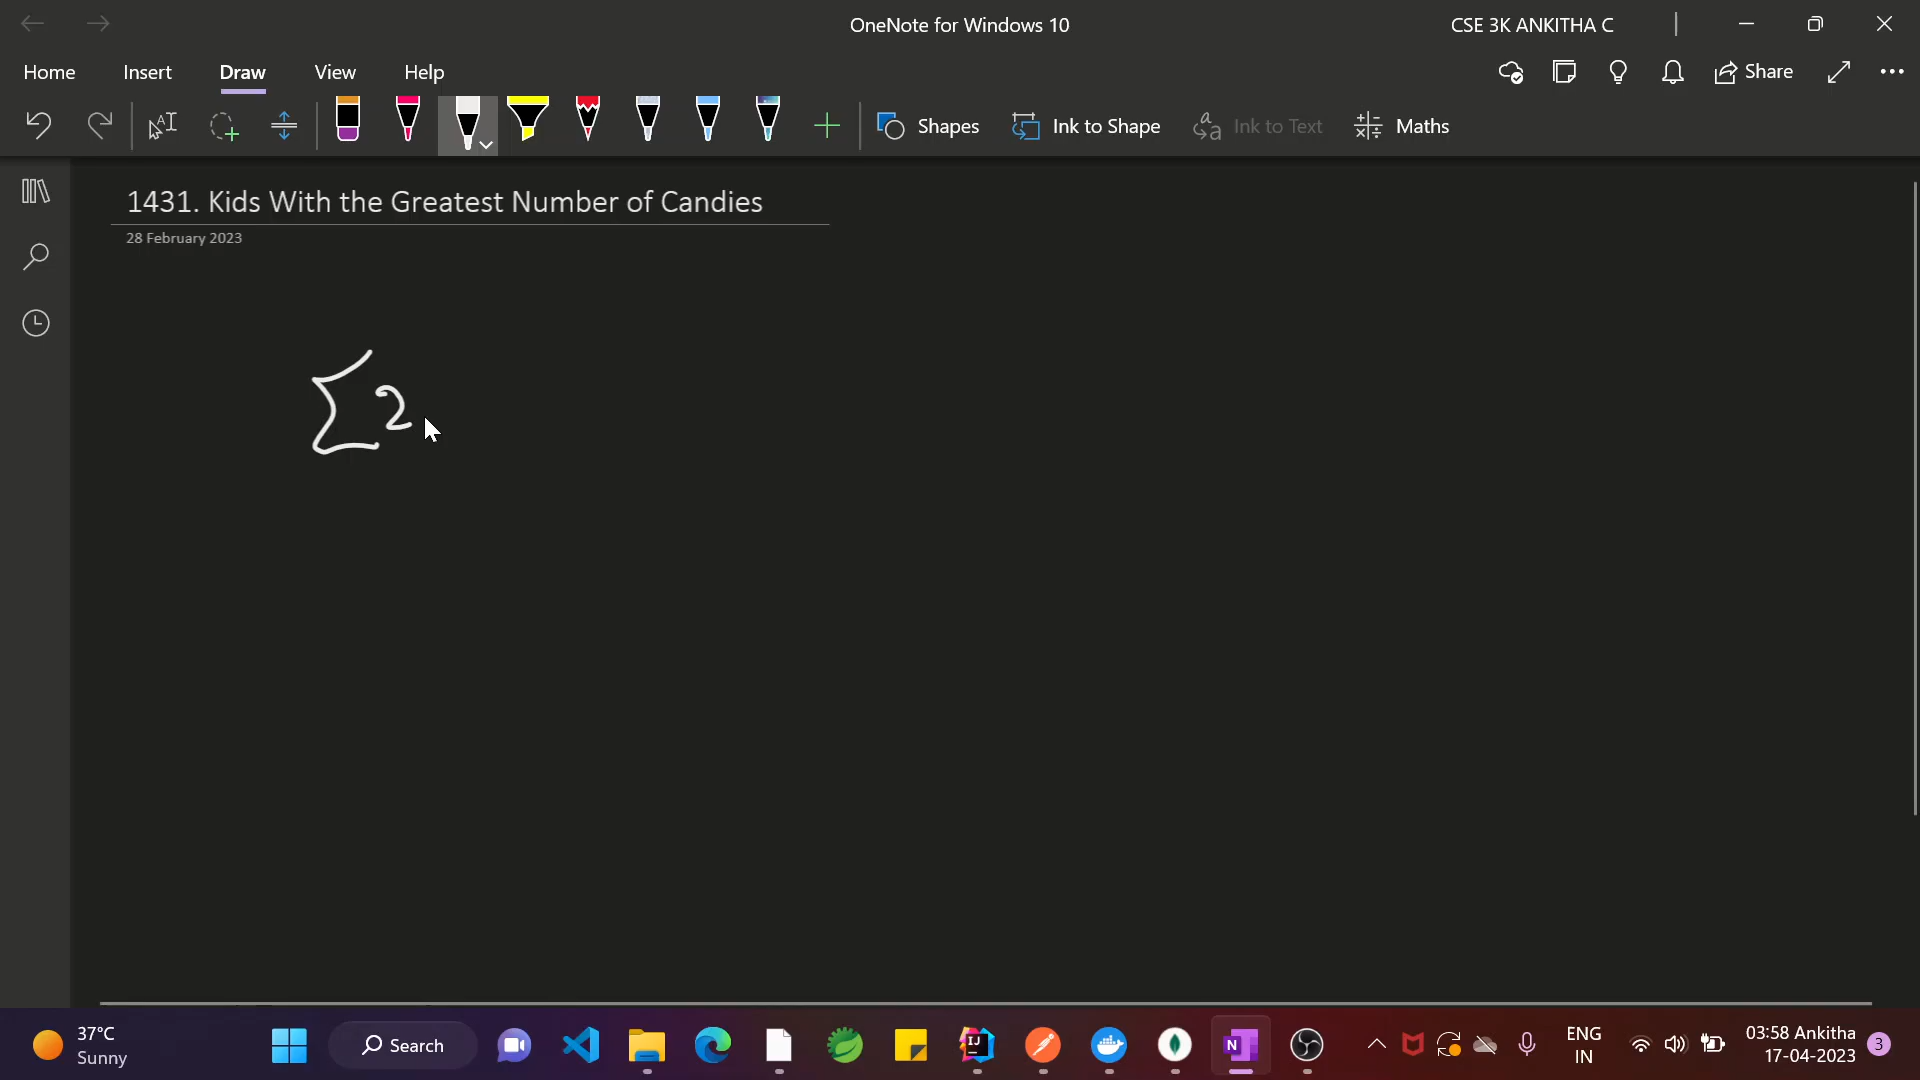 OneNote for Windows 10
CSE 3K ANKITHA C
Home Insert Draw View Help
Share
Shapes
Ink to Shape
Ink to Text
Maths
1431. Kids With the Greatest Number of Candies
28 February 2023
2
37°C
Sunny
Search
ENG
IN
03:58 Ankitha
17-04-2023
3